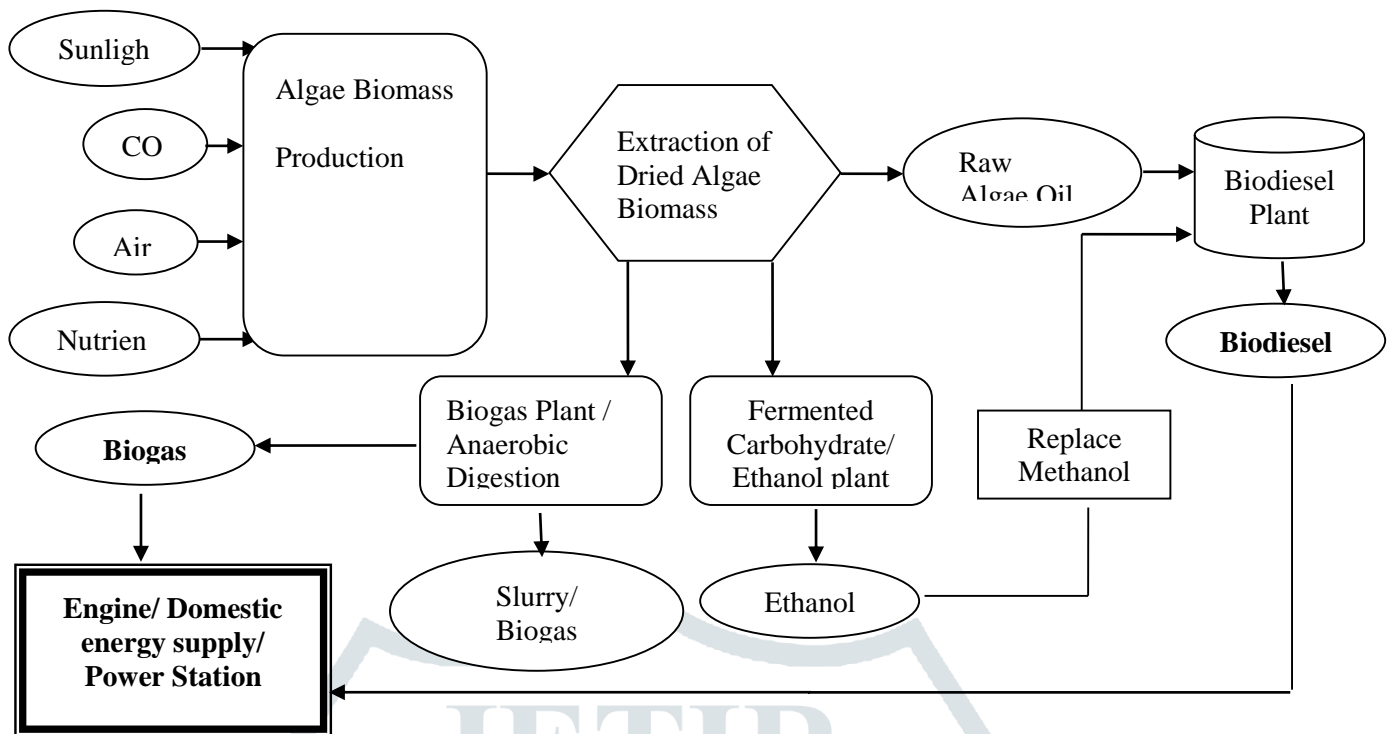 Sunligh
CO
Air
Nutrien
Algae Biomass
Production
Extraction of
Dried Algae
Biomass
Raw
Algae Oil
Biodiesel
Plant
Biodiesel
Biogas Plant /
Anaerobic
Digestion
Fermented
Carbohydrate/
Ethanol plant
Replace
Methanol
Biogas
Slurry/
Biogas
Ethanol
Engine/ Domestic
energy supply/
Power Station
JETIR